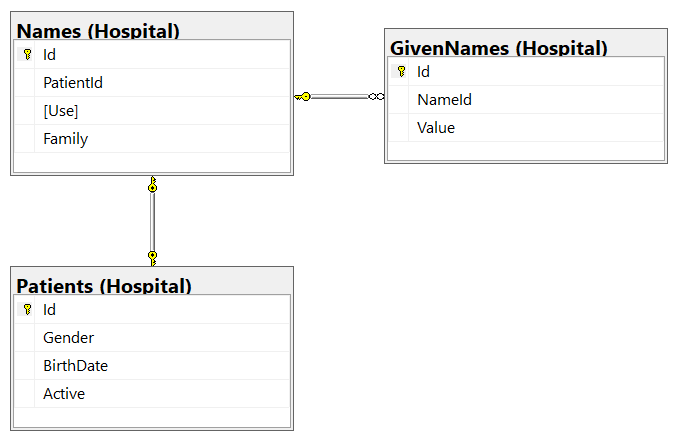 Names (Hospital)
Id
PatientId
[Use]
Family
GivenNames (Hospital)
Id
NameId
Value
Patients (Hospital)
Id
Gender
BirthDate
Active